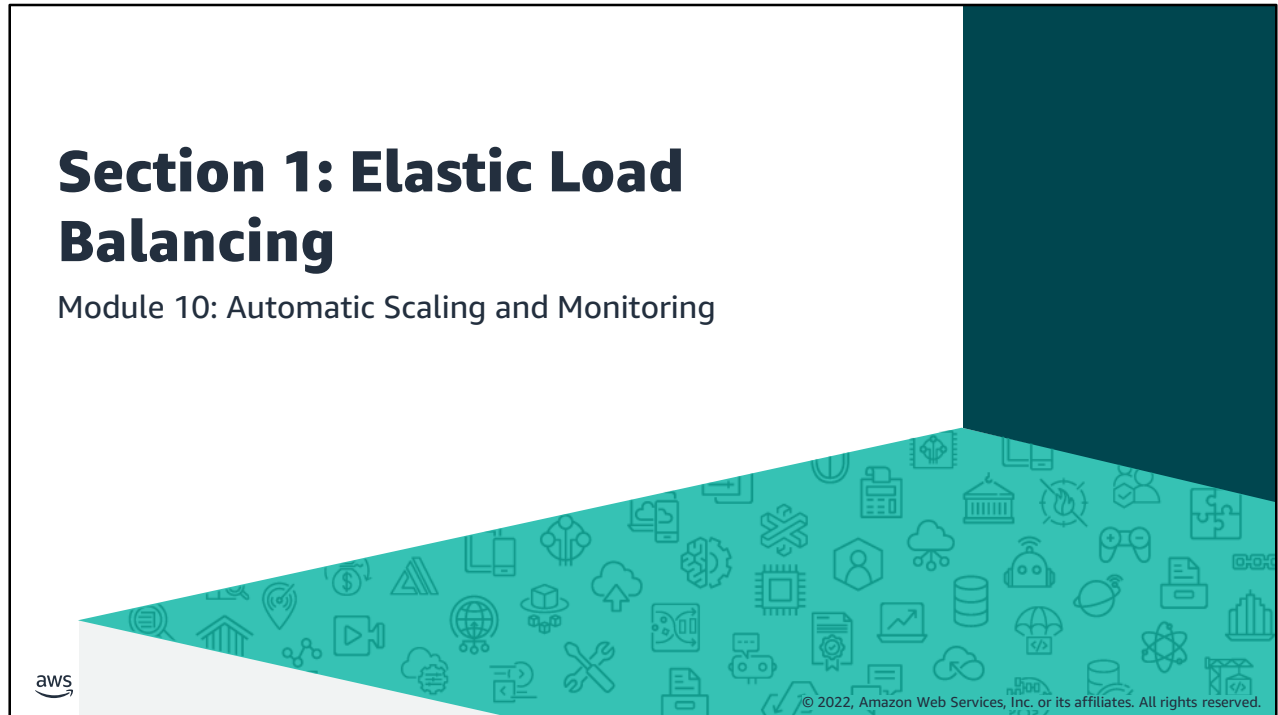 Section 1: Elastic Load
Balancing
Module 10: Automatic Scaling and Monitoring
aws
© 2022, Amazon Web Services, Inc. or its affiliates. All rights reserved.